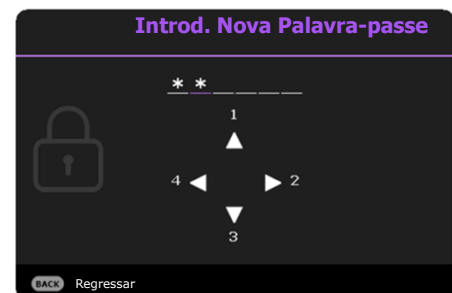 Introd. Nova Palavra-passe
* *
1
4 2
3
BACK Regressar